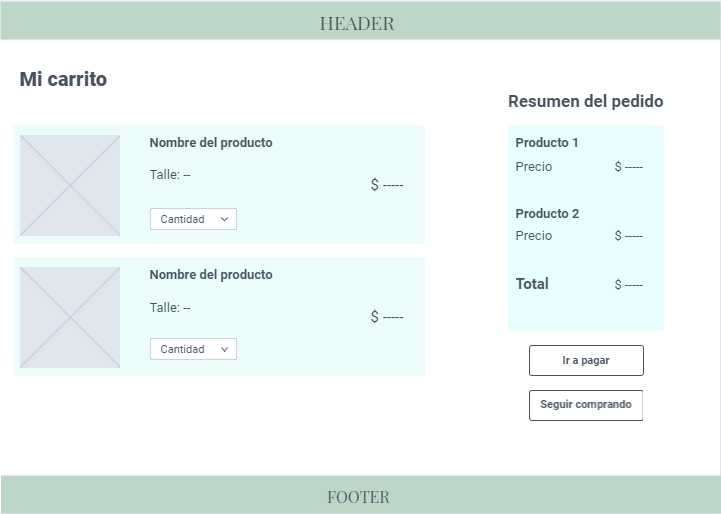 HEADER
Mi carrito
Nombre del producto
Talle: --
$ -----
Cantidad
Nombre del producto
Talle: --
$ -----
Cantidad
Resumen del pedido
Producto 1
Precio $ -----
Producto 2
Precio $ -----
Total $ -----
Ir a pagar
Seguir comprando
FOOTER